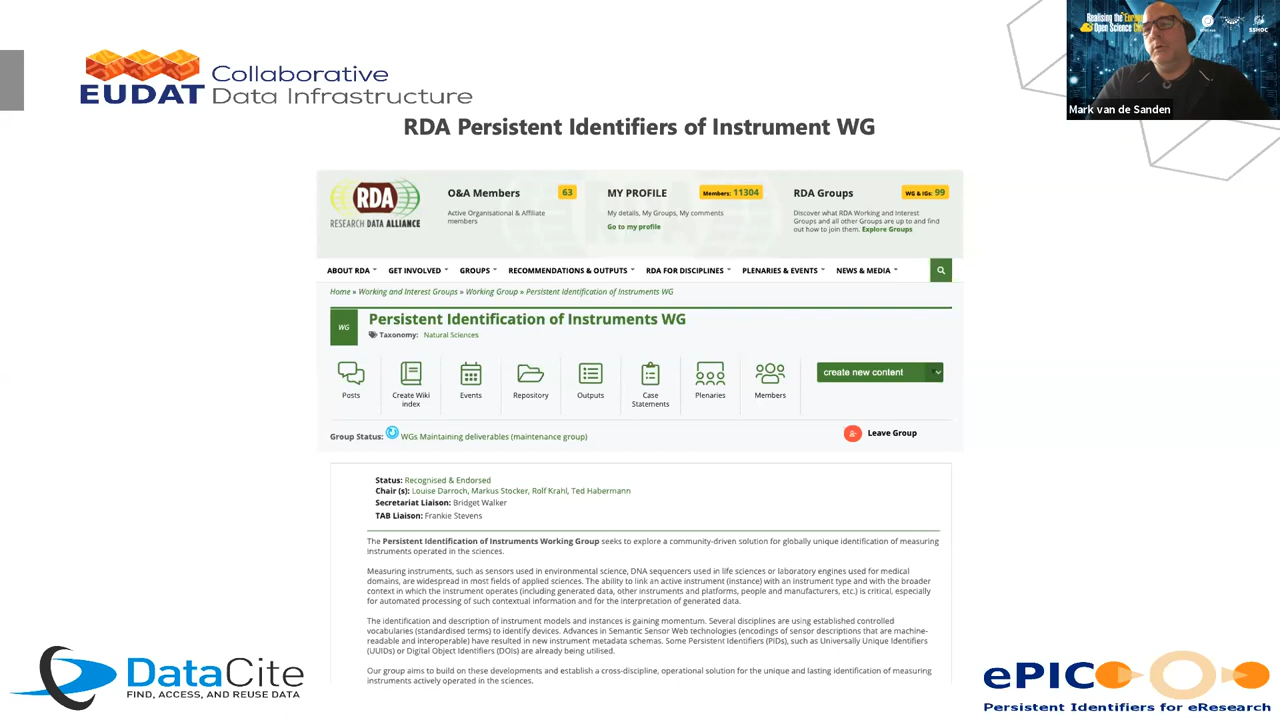 EUDAT Collaborative Data Infrastructure
Realising the
Open Science
SSHOC
Mark van de Sanden
RDA Persistent Identifiers of Instrument WG
RDA
RESEARCH DATA ALLIANCE
O&A Members 63
Active Organisational & Affiliate
members
MY PROFILE Members: 11304
My details, My Groups, My comments
Go to my profile
RDA Groups WG & IGs: 99
Discover what RDA Working and Interest
Groups and all other Groups are up to and find
out how to join them. Explore Groups
ABOUT RDA GET INVOLVED GROUPS RECOMMENDATIONS & OUTPUTS RDA FOR DISCIPLINES PLENARIES & EVENTS NEWS & MEDIA
Home » Working and Interest Groups » Working Group » Persistent Identification of Instruments WG
WG
Persistent Identification of Instruments WG
Taxonomy: Natural Sciences
Posts
Create Wiki
index
Events
Repository
Outputs
Case
Statements
Plenaries
Members
create new content
Group Status: WGs Maintaining deliverables (maintenance group)
Leave Group
Status: Recognised & Endorsed
Chair (s): Louise Darroch, Markus Stocker, Rolf Krahl, Ted Habermann
Secretariat Liaison: Bridget Walker
TAB Liaison: Frankie Stevens
The Persistent Identification of Instruments Working Group seeks to explore a community-driven solution for globally unique identification of measuring
instruments operated in the sciences.
Measuring instruments, such as sensors used in environmental science, DNA sequencers used in life sciences or laboratory engines used for medical
domains, are widespread in most fields of applied sciences. The ability to link an active instrument (instance) with an instrument type and with the broader
context in which the instrument operates (including generated data, other instruments and platforms, people and manufacturers, etc.) is critical, especially
for automated processing of such contextual information and for the interpretation of generated data.
The identification and description of instrument models and instances is gaining momentum. Several disciplines are using established controlled
vocabularies (standardised terms) to identify devices. Advances in Semantic Sensor Web technologies (encodings of sensor descriptions that are machine-
readable and interoperable) have resulted in new instrument metadata schemas. Some Persistent Identifiers (PIDs), such as Universally Unique Identifiers
(UUIDs) or Digital Object Identifiers (DOIs) are already being utilised.
Our group aims to build on these developments and establish a cross-discipline, operational solution for the unique and lasting identification of measuring
instruments actively operated in the sciences.
DataCite
FIND, ACCESS, AND REUSE DATA
ePIC
Persistent Identifiers for eResearch